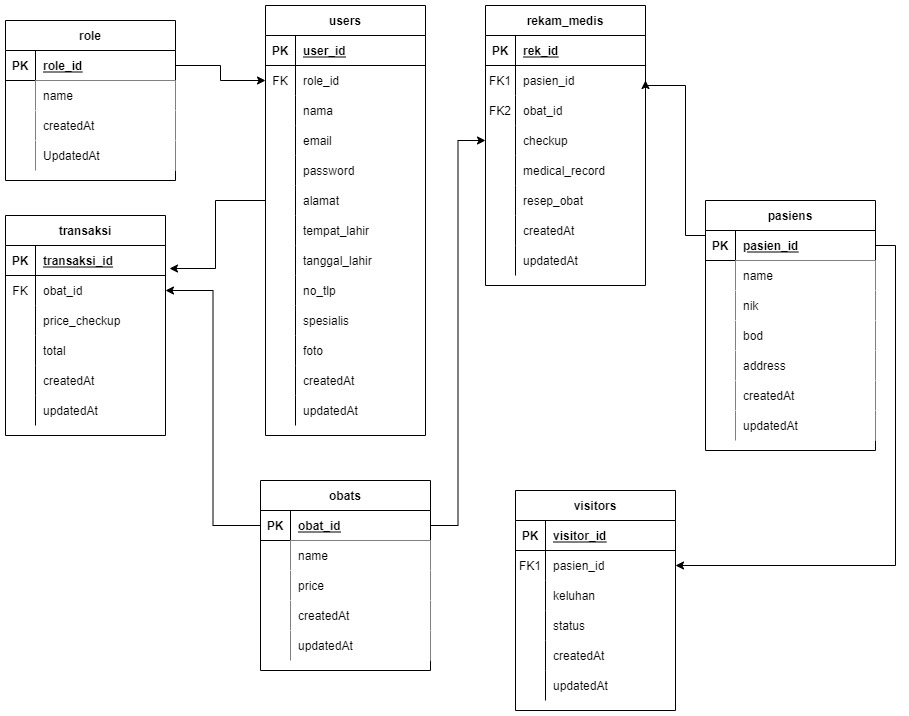 role
PK role_id
name
createdAt
UpdatedAt
users
PK user_id
FK role_id
nama
email
password
alamat
tempat_lahir
tanggal_lahir
no_tlp
spesialis
foto
createdAt
updatedAt
rekam_medis
PK rek_id
FK1 pasien_id
FK2 obat_id
checkup
medical_record
resep_obat
createdAt
updatedAt
transaksi
PK transaksi_id
FK obat_id
price_checkup
total
createdAt
updatedAt
pasiens
PK pasien_id
name
nik
bod
address
createdAt
updatedAt
obats
PK obat_id
name
price
createdAt
updatedAt
visitors
PK visitor_id
FK1 pasien_id
keluhan
status
createdAt
updatedAt